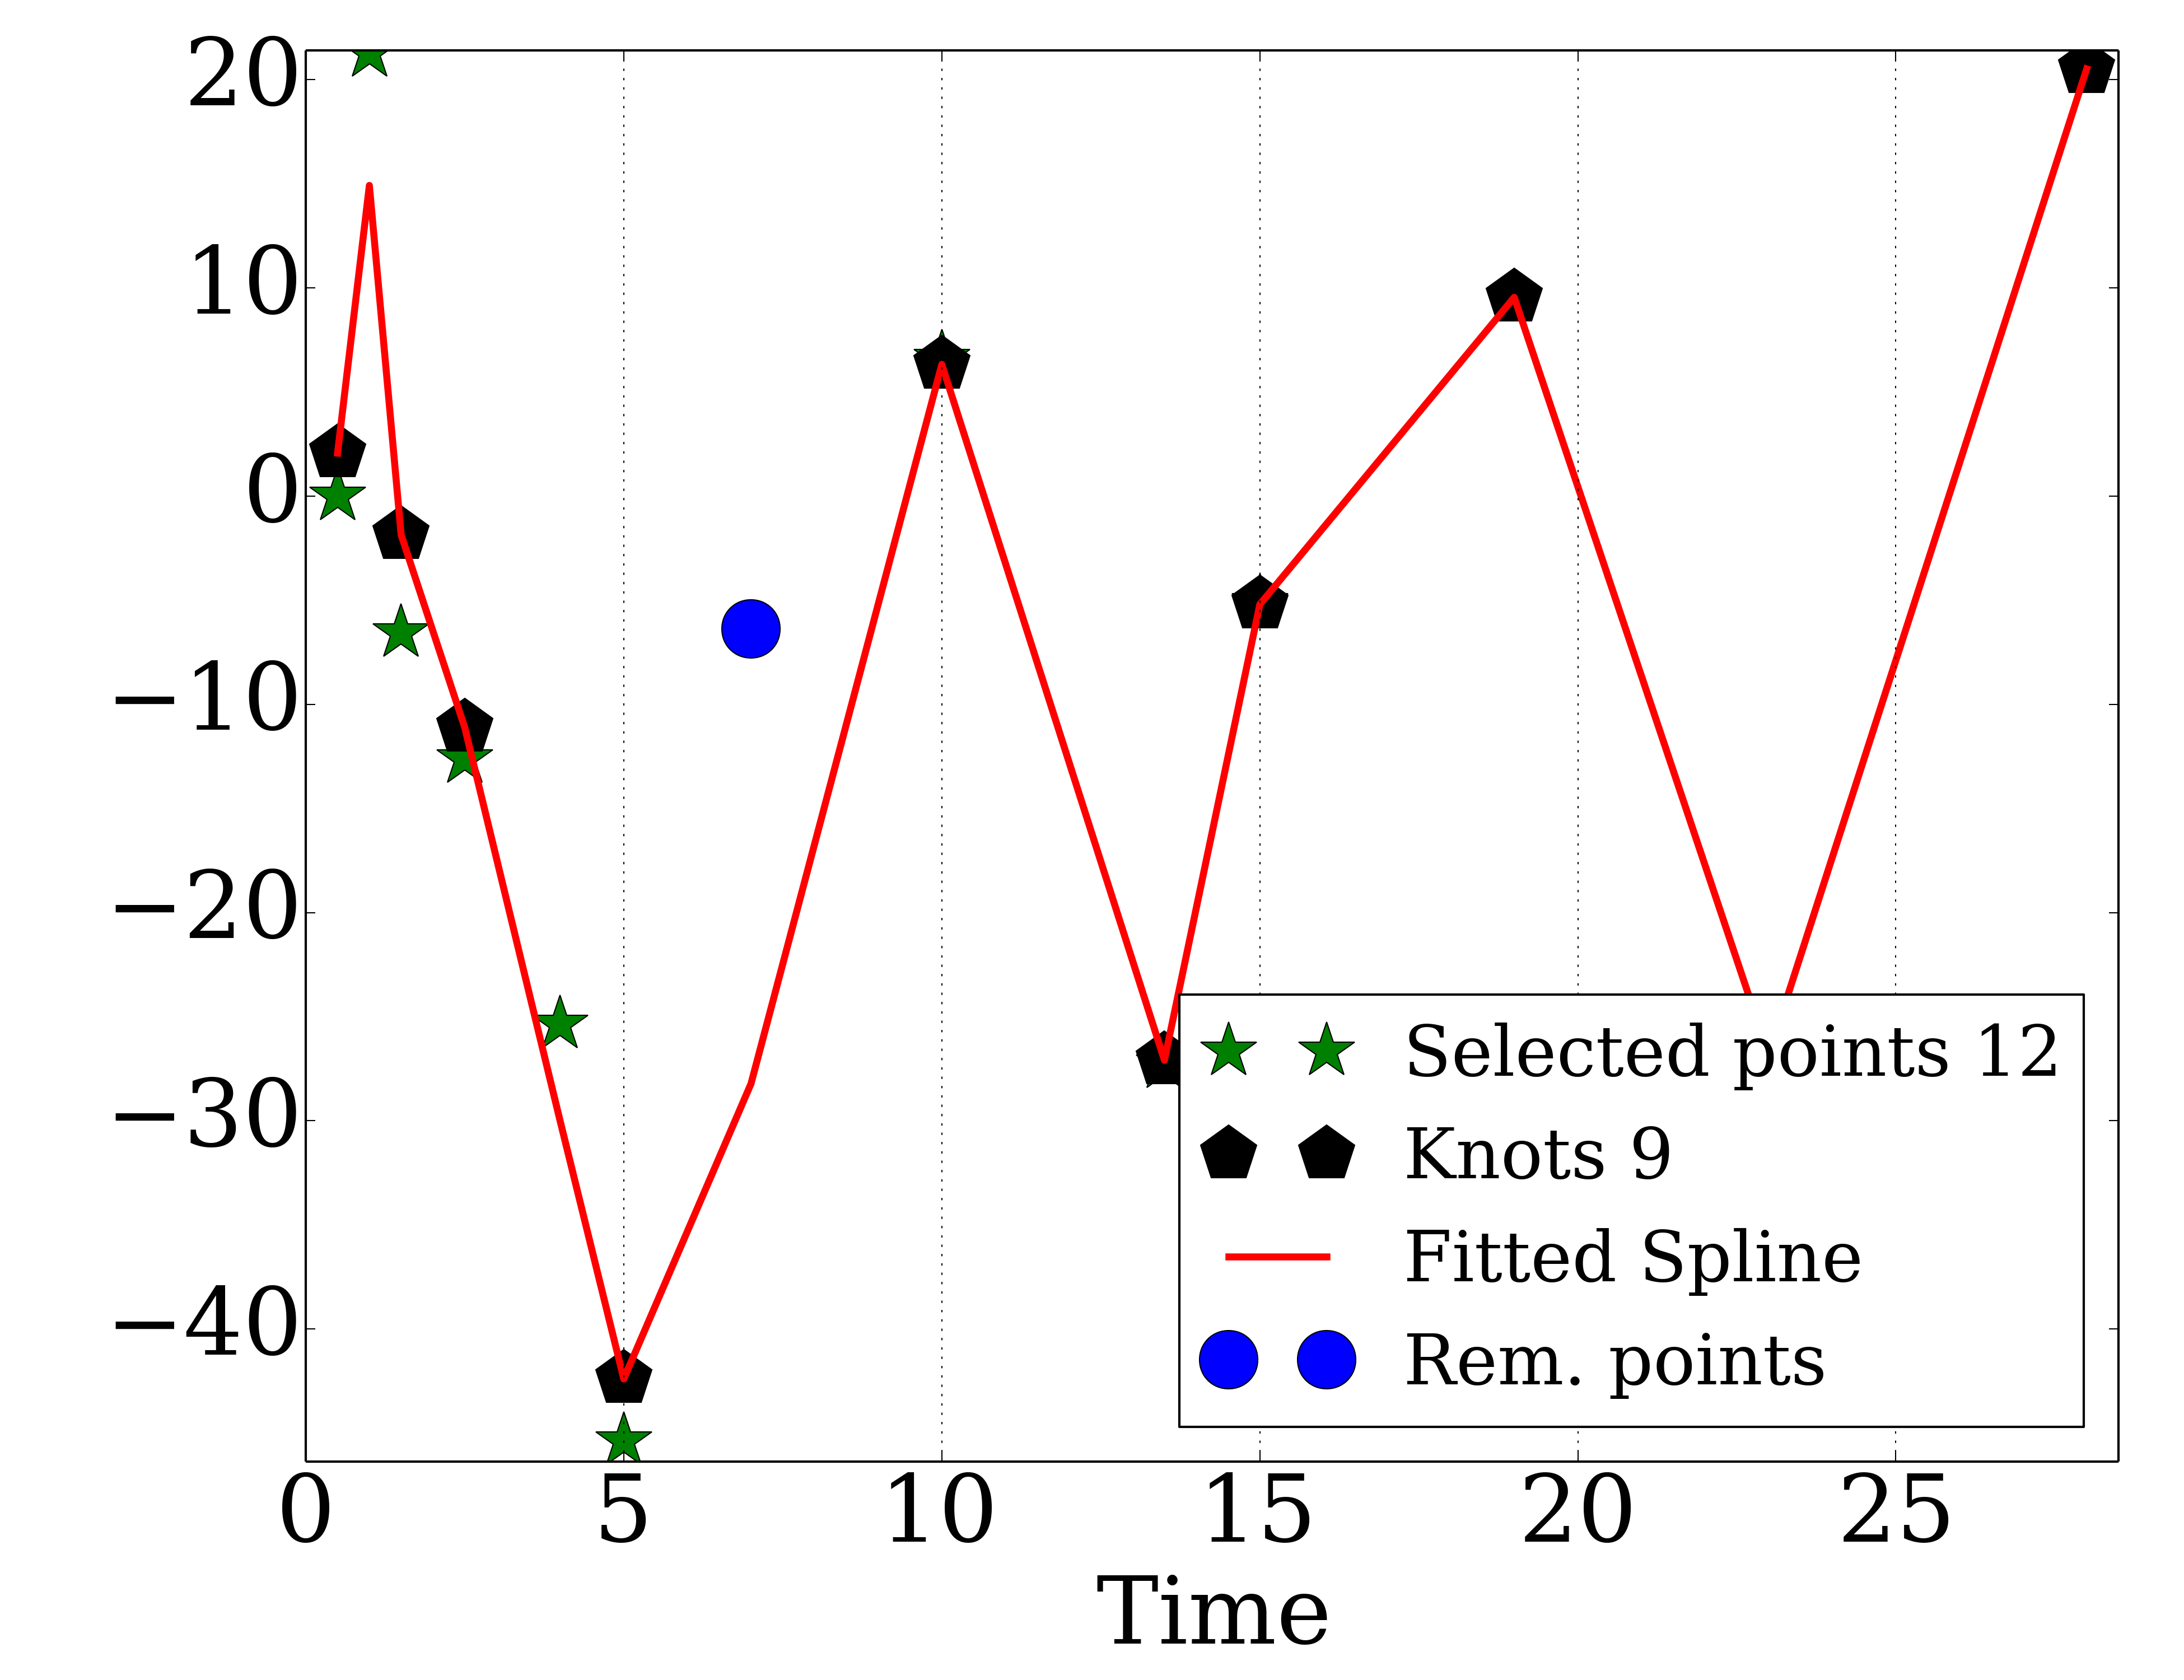 20
10
0
−10
−20
−30
−40
Selected points 12
Knots 9
Fitted Spline
Rem. points
0 5 10 15 20 25
Time